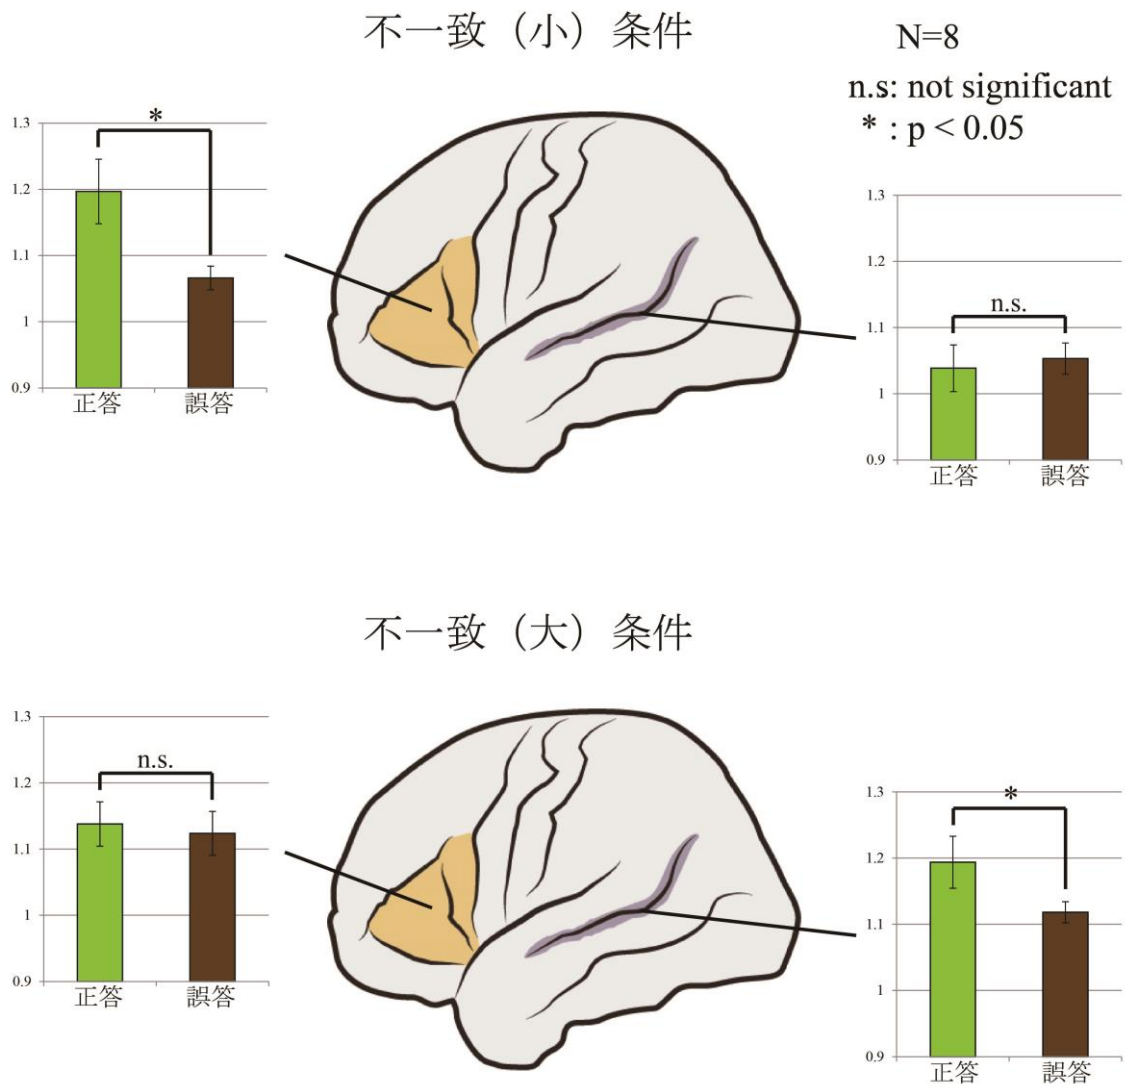 不一致（小）条件
N=8
n.s: not significant
* : p < 0.05
*
1.3
1.2
1.1
1
0.9
正答 誤答
n.s.
1.3
1.2
1.1
1
0.9
正答 誤答
不一致（大）条件
n.s.
1.3
1.2
1.1
1
0.9
正答 誤答
*
1.3
1.2
1.1
1
0.9
正答 誤答